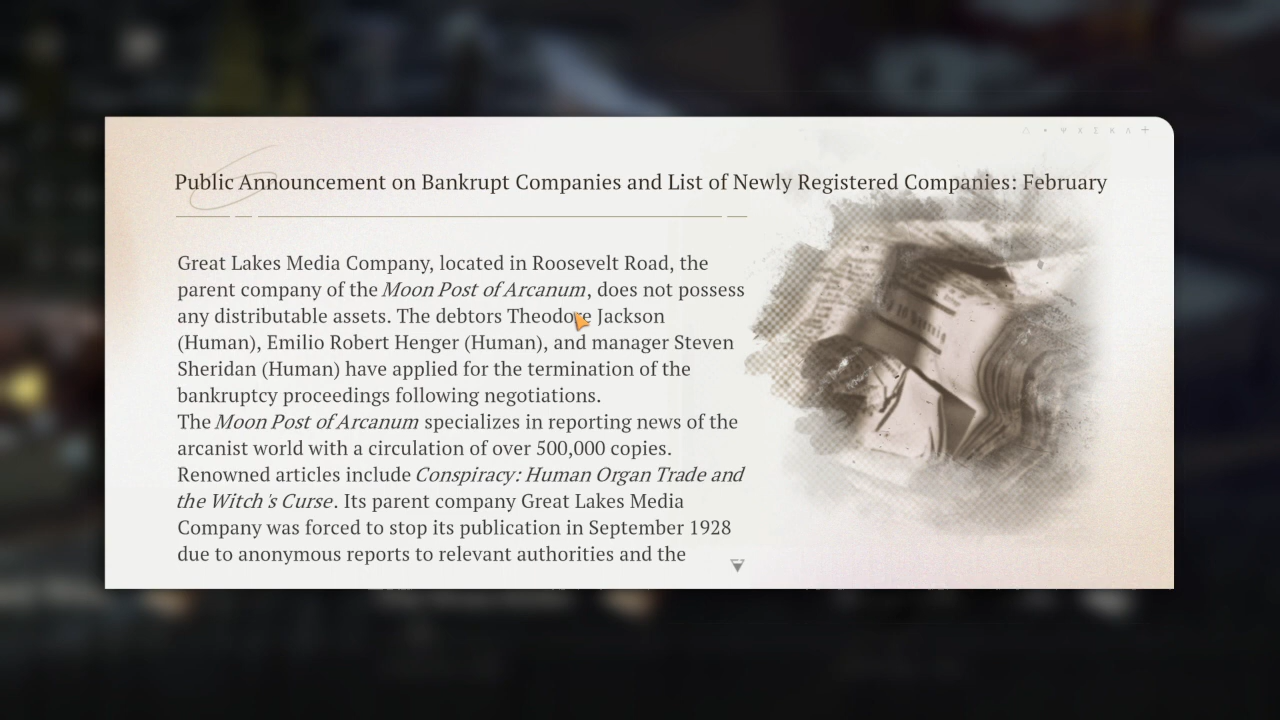 Public Announcement on Bankrupt Companies and List of Newly Registered Companies: February
Great Lakes Media Company, located in Roosevelt Road, the
parent company of the Moon Post of Arcanum, does not possess
any distributable assets. The debtors Theodore Jackson
(Human), Emilio Robert Henger (Human), and manager Steven
Sheridan (Human) have applied for the termination of the
bankruptcy proceedings following negotiations.
The Moon Post of Arcanum specializes in reporting news of the
arcanist world with a circulation of over 500,000 copies.
Renowned articles include Conspiracy: Human Organ Trade and
the Witch's Curse. Its parent company Great Lakes Media
Company was forced to stop its publication in September 1928
due to anonymous reports to relevant authorities and the